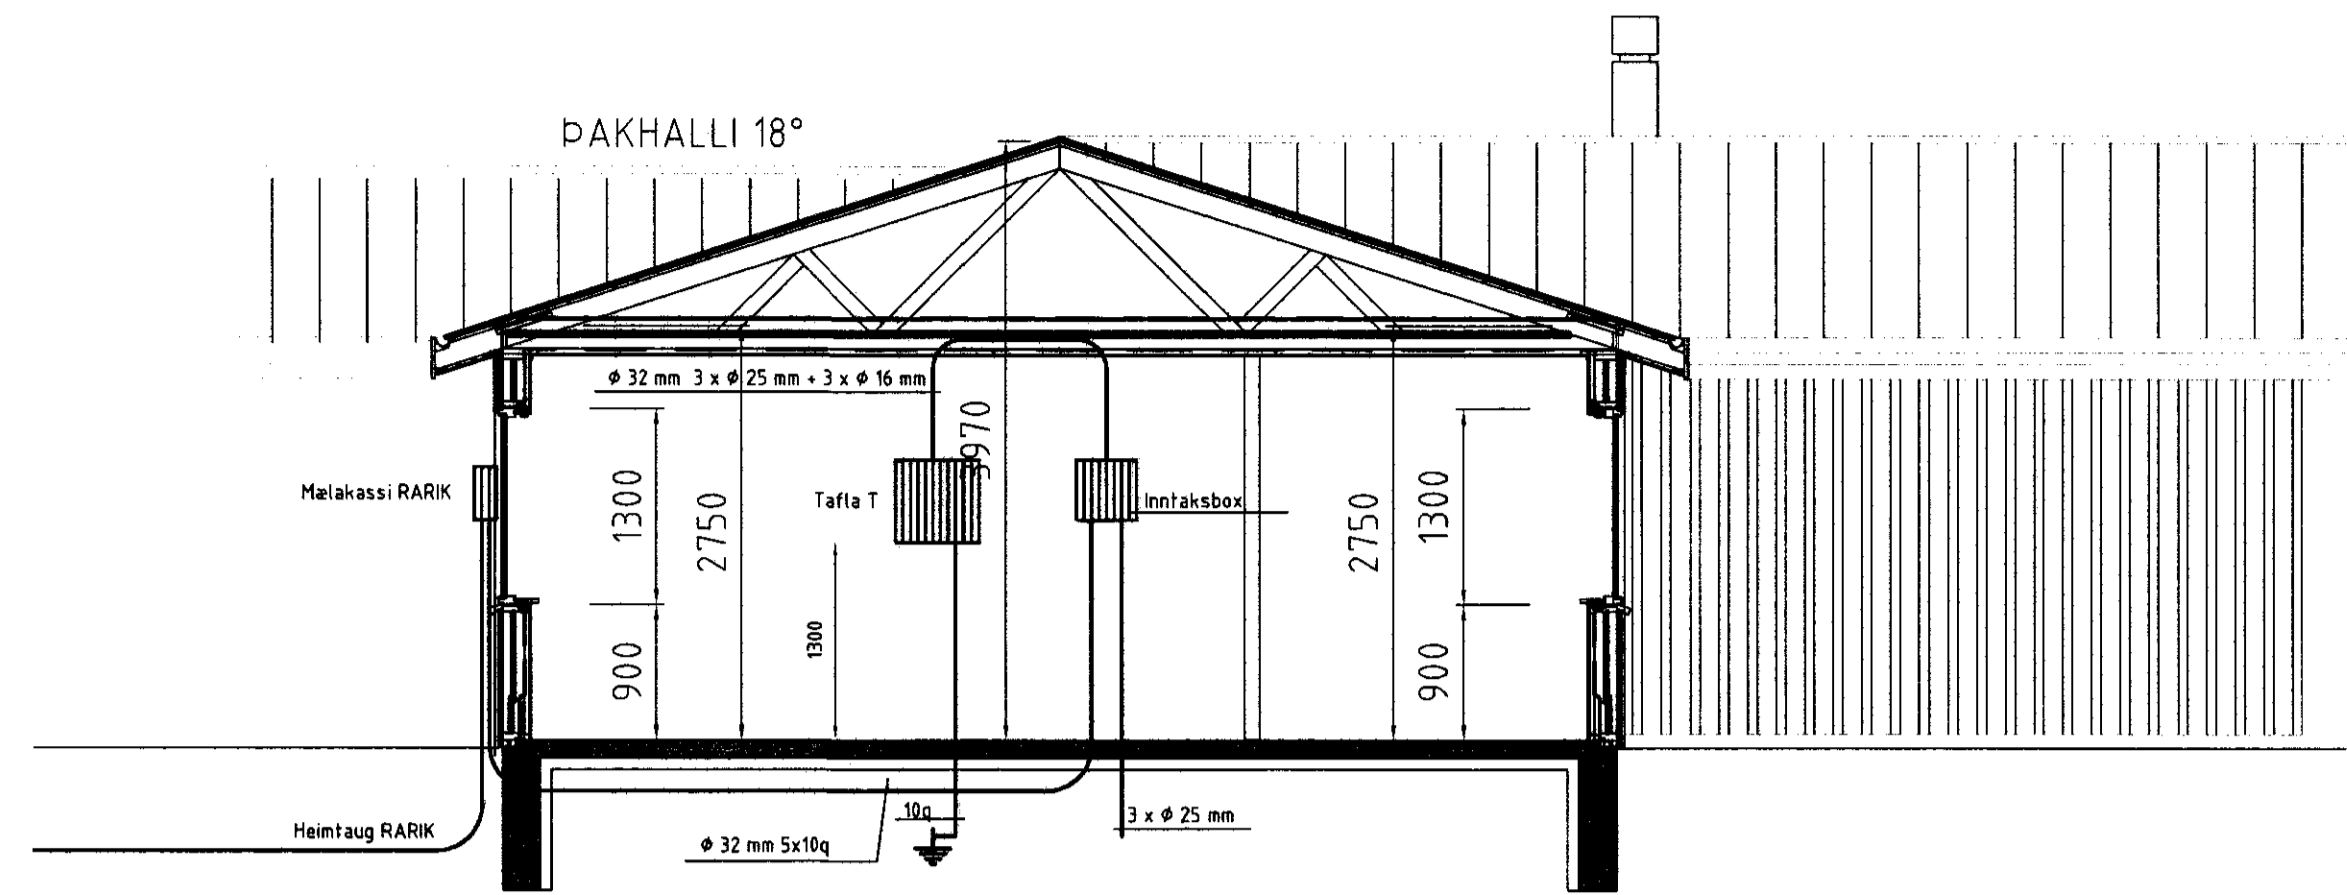 ÞAKHALLI 18°
φ 32 mm 3 x φ 25 mm + 3 x φ 16 mm
3970
Mælakassi RARIK
1300
2750
Tafla T
Inntaksbox
2750
1300
1300
900
900
10q
3 x φ 25 mm
Heimtaug RARIK
φ 32 mm 5x10q